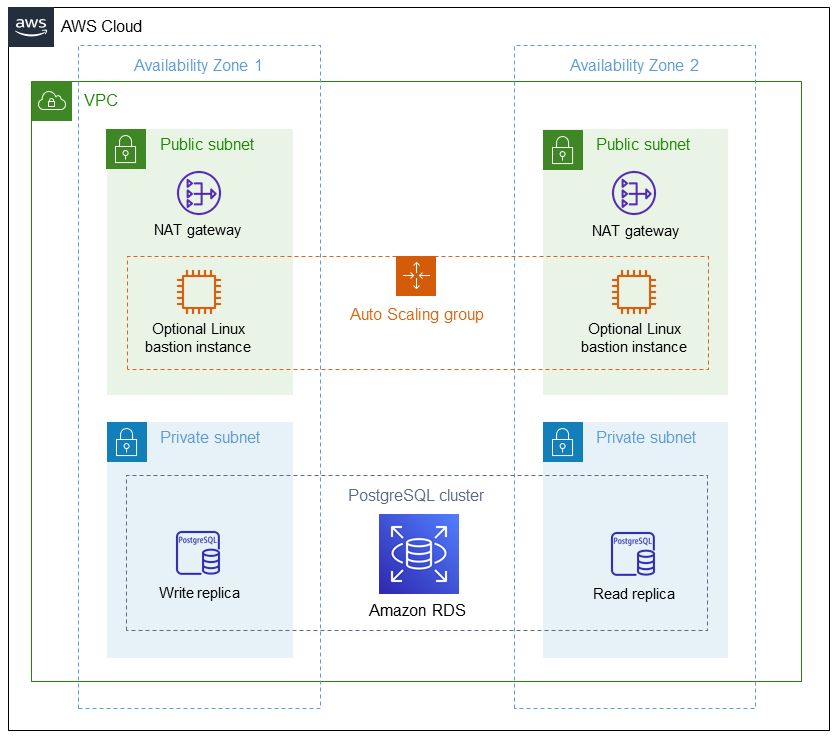 aws
AWS Cloud
Availability Zone 1
Availability Zone 2
VPC
Public subnet
Public subnet
NAT gateway
NAT gateway
Auto Scaling group
Optional Linux
bastion instance
Optional Linux
bastion instance
Private subnet
Private subnet
PostgreSQL cluster
PostgreSQL
Write replica
Amazon RDS
PostgreSQL
Read replica